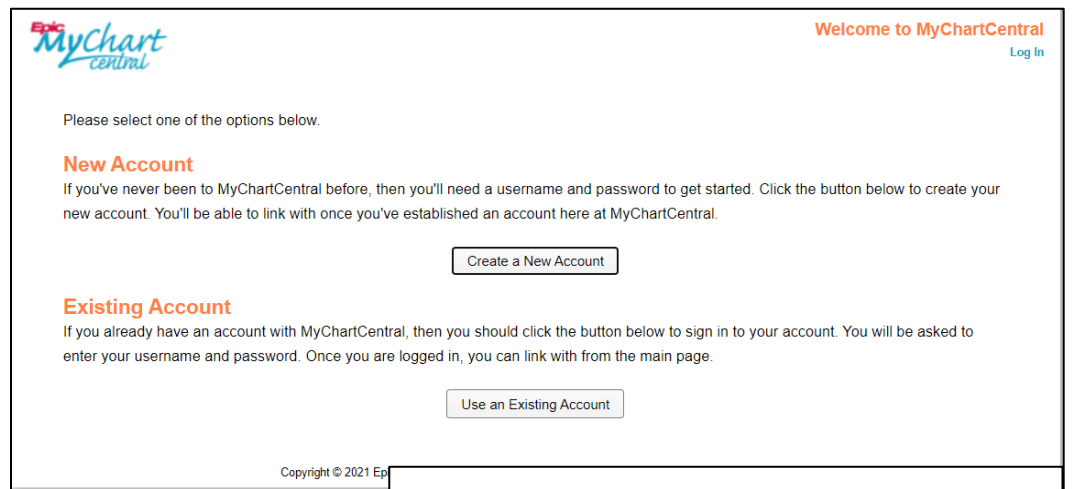 Epic
MyChart
central
Welcome to MyChartCentral
Log In
Please select one of the options below.
New Account
If you've never been to MyChartCentral before, then you'll need a username and password to get started. Click the button below to create your
new account. You'll be able to link with once you've established an account here at MyChartCentral.
Create a New Account
Existing Account
If you already have an account with MyChartCentral, then you should click the button below to sign in to your account. You will be asked to
enter your username and password. Once you are logged in, you can link with from the main page.
Use an Existing Account
Copyright © 2021 Ep